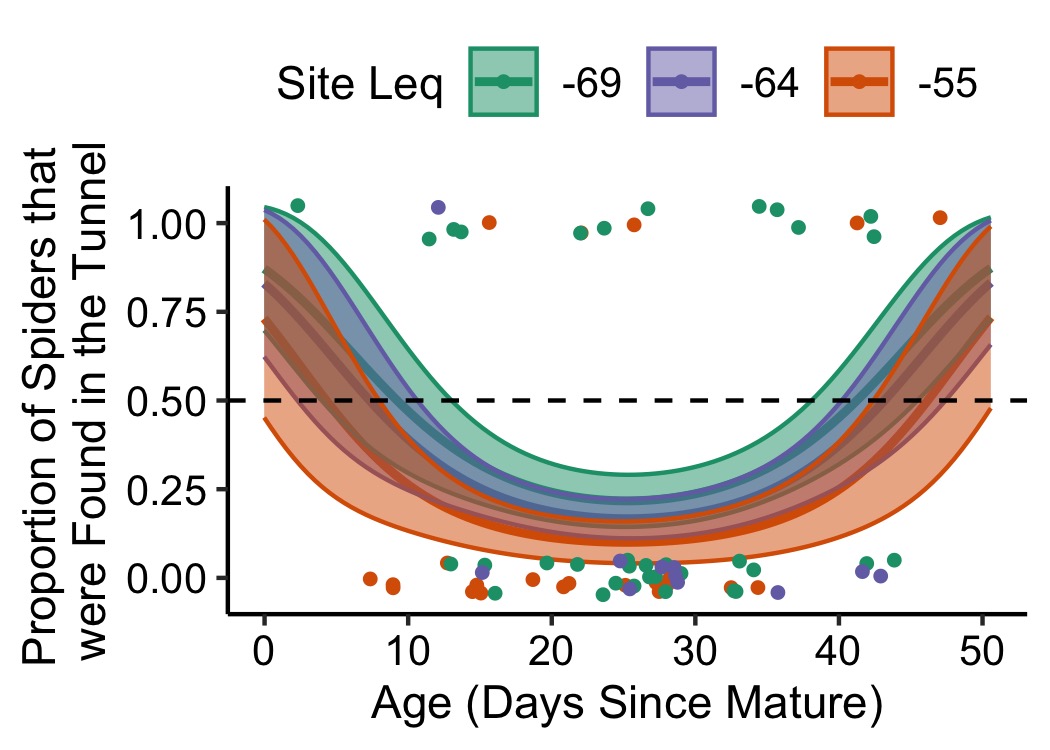 Site Leq -69 -64 -55
Proportion of Spiders that
were Found in the Tunnel
1.00
0.75
0.50
0.25
0.00
0 10 20 30 40 50
Age (Days Since Mature)